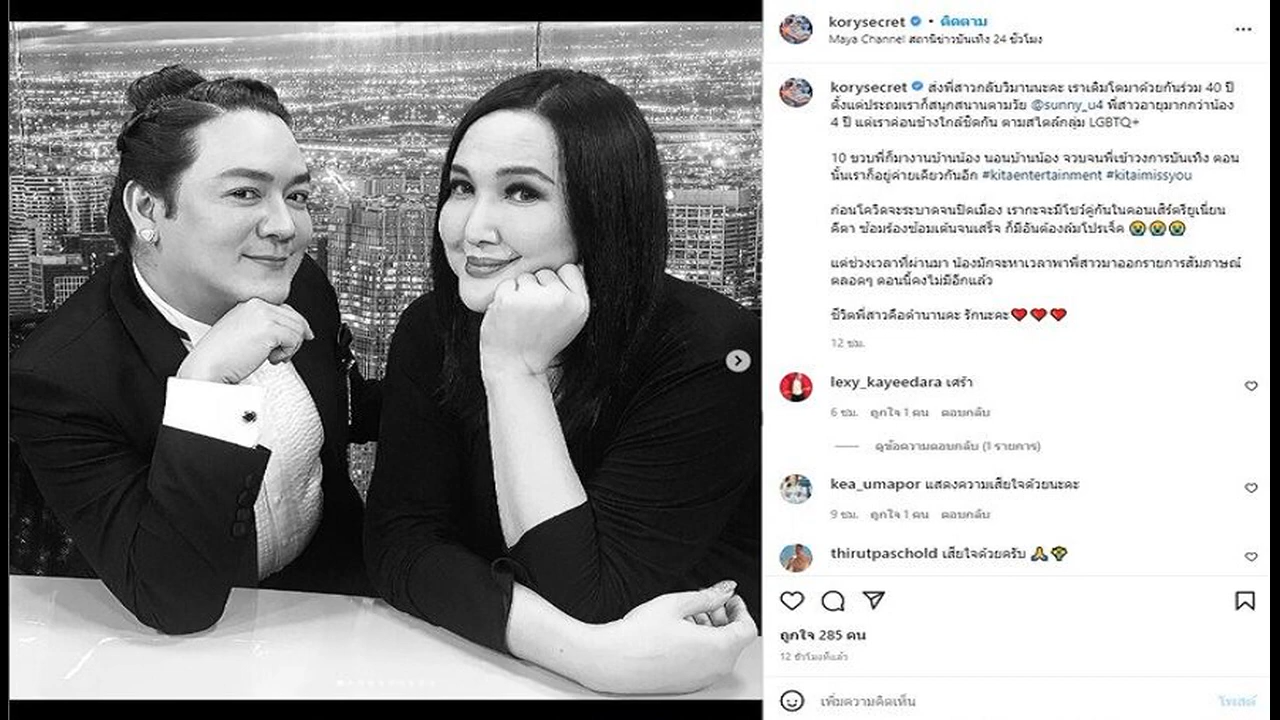 korysecret • ติดตาม
Maya Channel สถานีข่าวบันเทิง 24 ชั่วโมง
korysecret ส่งพี่สาวกลับวิมานนะคะ เราเติบโตมาด้วยกันร่วม 40 ปี
ตั้งแต่ประถมเราก็สนุกสนานตามวัย @sunny_u4 พี่สาวอายุมากกว่าน้อง
4 ปี แต่เราค่อนข้างใกล้ชิดกัน ตามสไตล์กลุ่ม LGBTQ+
10 ขวบพี่ก็มางานบ้านน้อง นอนบ้านน้อง จวบจนพี่เข้าวงการบันเทิง ตอน
นั้นเราก็อยู่ค่ายเดียวกันอีก #kitaentertainment #kitaimissyou
ก่อนโควิดจะระบาดจนปิดเมือง เรากะจะมีโชว์คู่กันในคอนเสิร์ตรียูเนี่ยน
คีตา ซ้อมร้องซ้อมเต้นจนเสร็จ ก็มีอันต้องล้มโปรเจ็ค 😭😭😭
แต่ช่วงเวลาที่ผ่านมา น้องมักจะหาเวลาพาพี่สาวมาออกรายการสัมภาษณ์
ตลอดๆ ตอนนี้คงไม่มีอีกแล้ว
ชีวิตพี่สาวคือตำนานคะ รักนะคะ❤️❤️❤️
12 ชม.
lexy_kayeedara เศร้า
6 ชม. ถูกใจ 1 คน ตอบกลับ
ดูข้อความตอบกลับ (1 รายการ)
kea_umapor แสดงความเสียใจด้วยนะคะ
9 ชม. ถูกใจ 1 คน ตอบกลับ
thirutpaschold เสียใจด้วยครับ 🙏💐
ถูกใจ 285 คน
12 ชั่วโมงที่แล้ว
เพิ่มความคิดเห็น
โพสต์